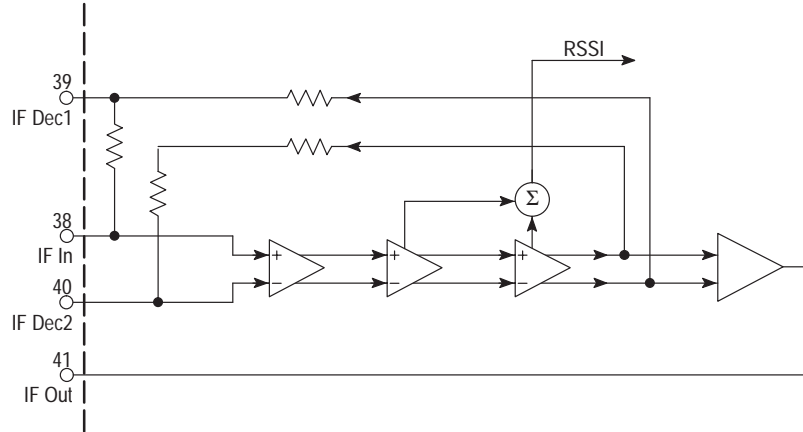 RSSI
39
IF Dec1
Σ
38
IF In
+
−
+
−
+
−
40
IF Dec2
41
IF Out